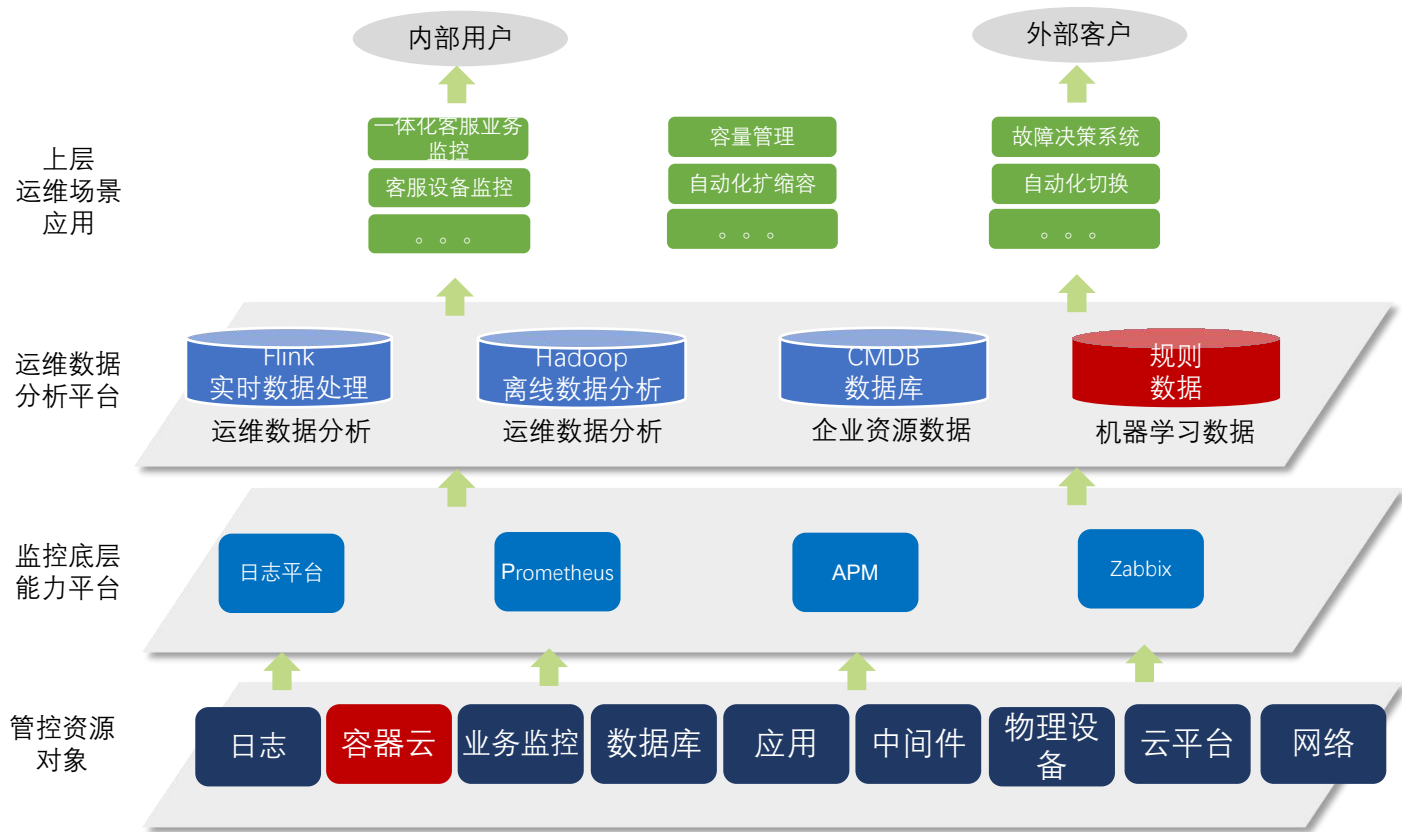 内部用户
外部客户
上层
运维场景
应用
一体化客服业务
监控
客服设备监控
。。。
容量管理
自动化扩缩容
。。。
故障决策系统
自动化切换
。。。
运维数据
分析平台
Flink
实时数据处理
运维数据分析
Hadoop
离线数据分析
运维数据分析
CMDB
数据库
企业资源数据
规则
数据
机器学习数据
监控底层
能力平台
日志平台
Prometheus
APM
Zabbix
管控资源
对象
日志
容器云
业务监控
数据库
应用
中间件
物理设
备
云平台
网络